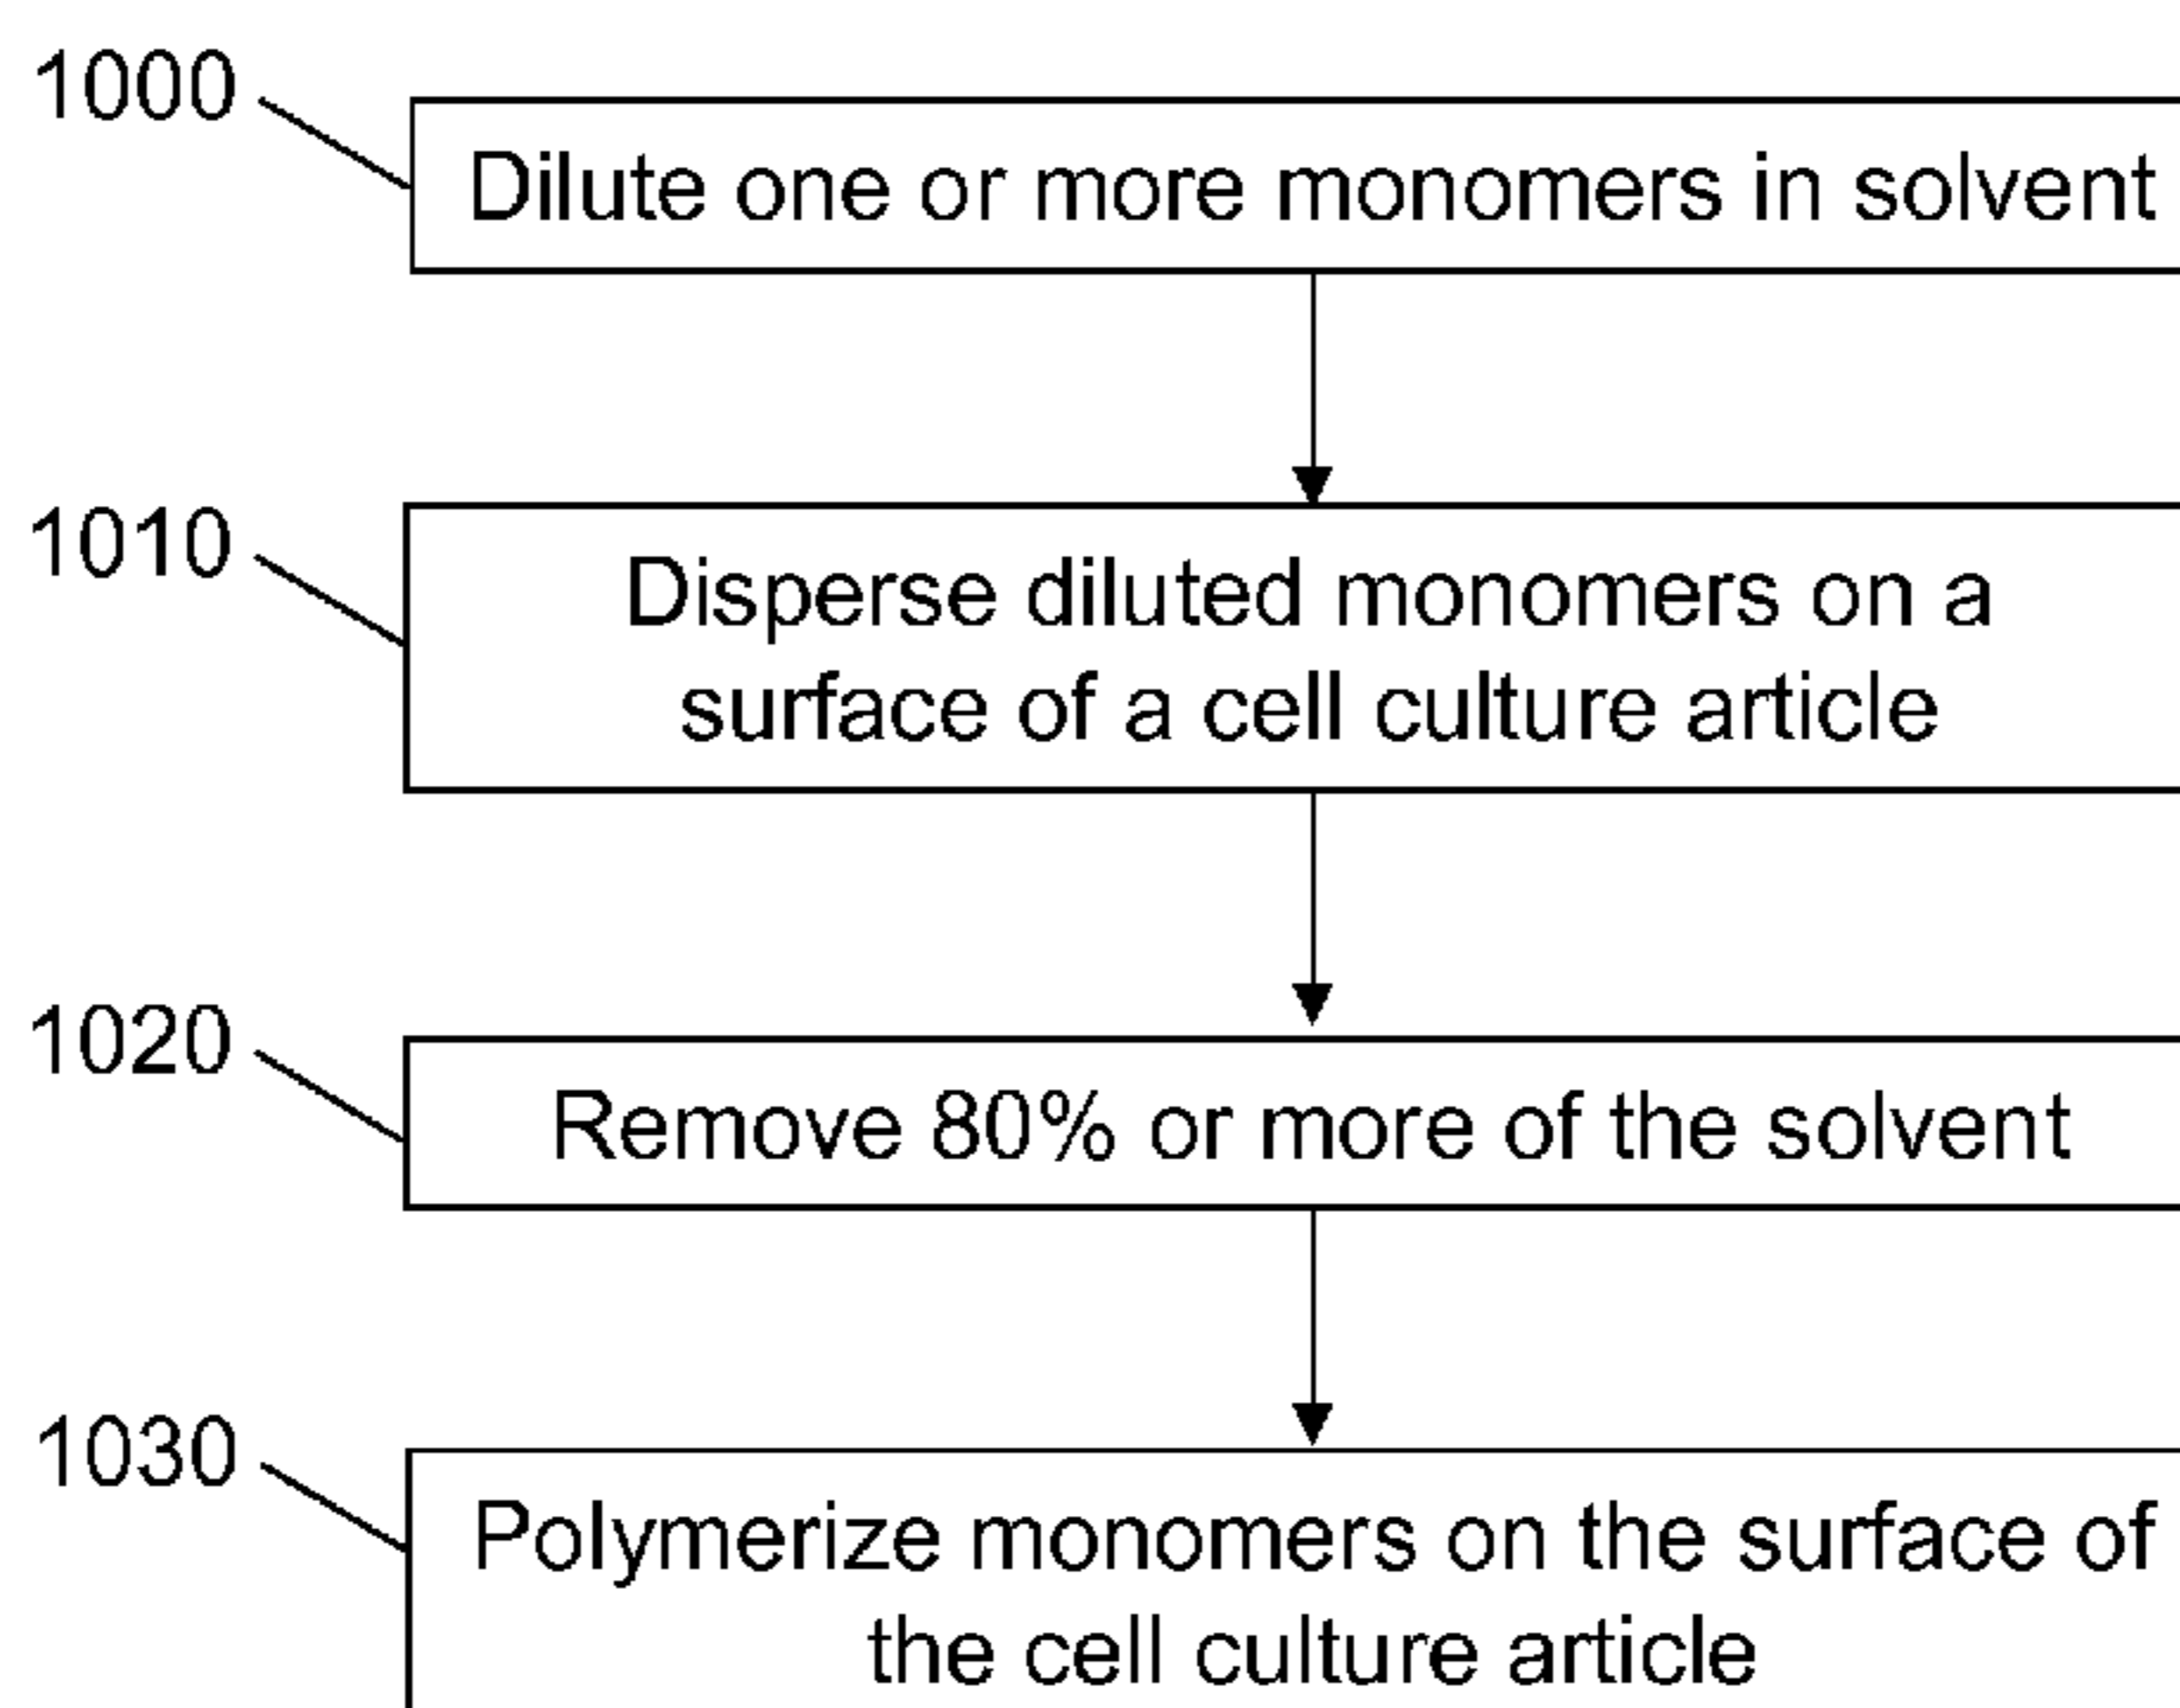 1000
Dilute one or more monomers in solvent
1010
Disperse diluted monomers on a
surface of a cell culture article
1020
Remove 80% or more of the solvent
1030
Polymerize monomers on the surface of
the cell culture article